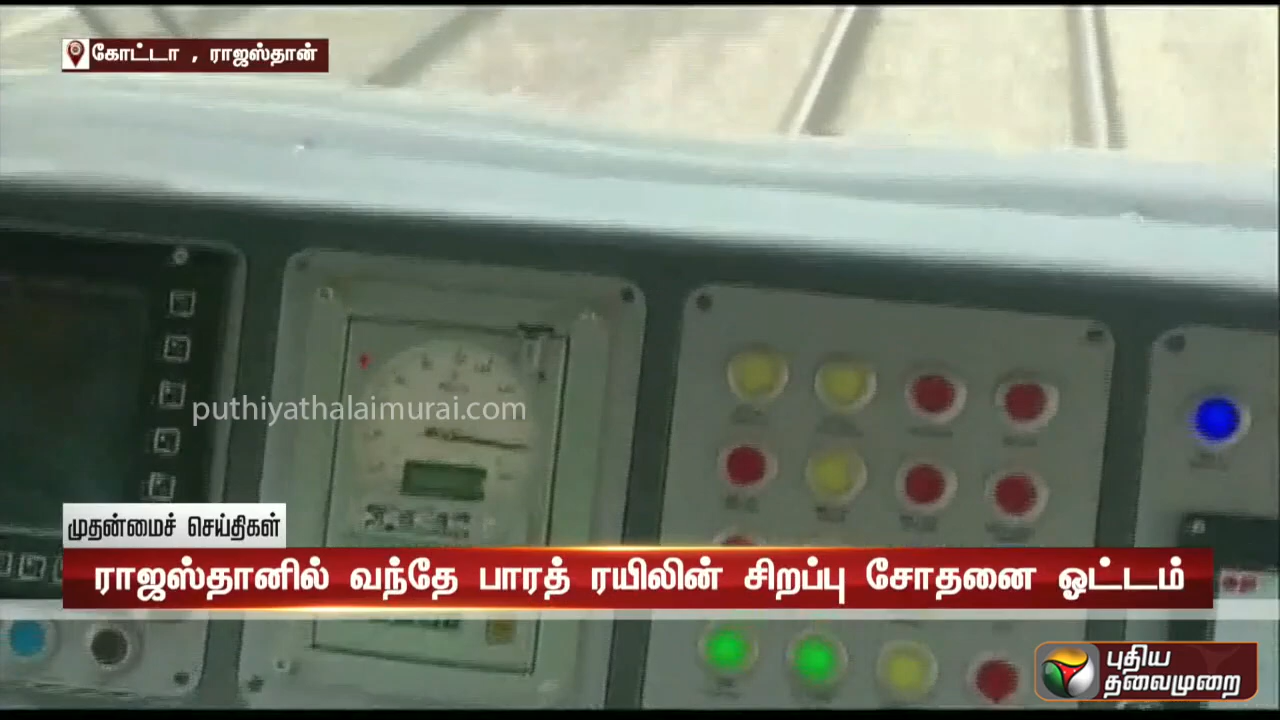 கோட்டா , ராஜஸ்தான்
puthiyathalaimurai.com
முதன்மைச் செய்திகள்
ராஜஸ்தானில் வந்தே பாரத் ரயிலின் சிறப்பு சோதனை ஓட்டம்
புதிய
தலைமுறை